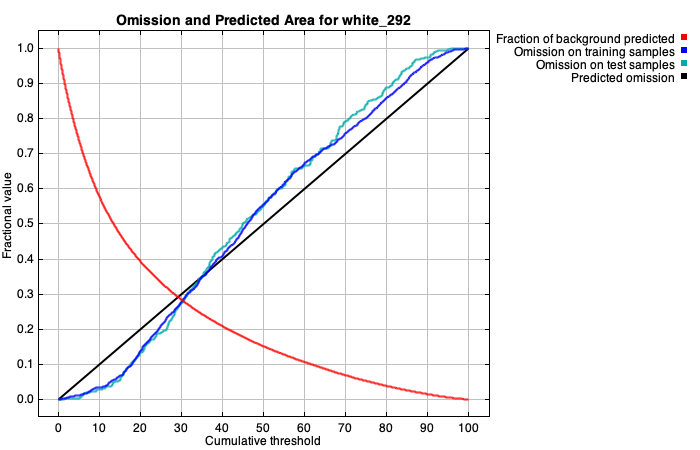 Omission and Predicted Area for white_292
Fraction of background predicted
Omission on training samples
Omission on test samples
Predicted omission
Fractional value
1.0
0.9
0.8
0.7
0.6
0.5
0.4
0.3
0.2
0.1
0.0
0 10 20 30 40 50 60 70 80 90 100
Cumulative threshold